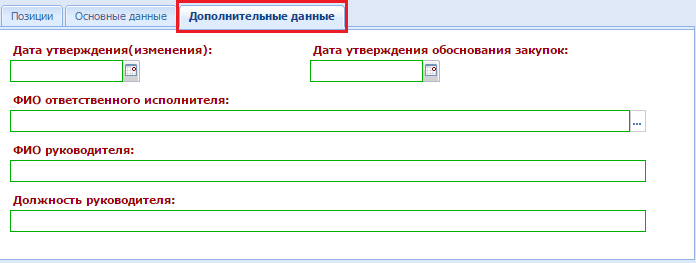 Позиции Основные данные Дополнительные данные
Дата утверждения(изменения): Дата утверждения обоснования закупок:
ФИО ответственного исполнителя:
...
ФИО руководителя:
Должность руководителя: